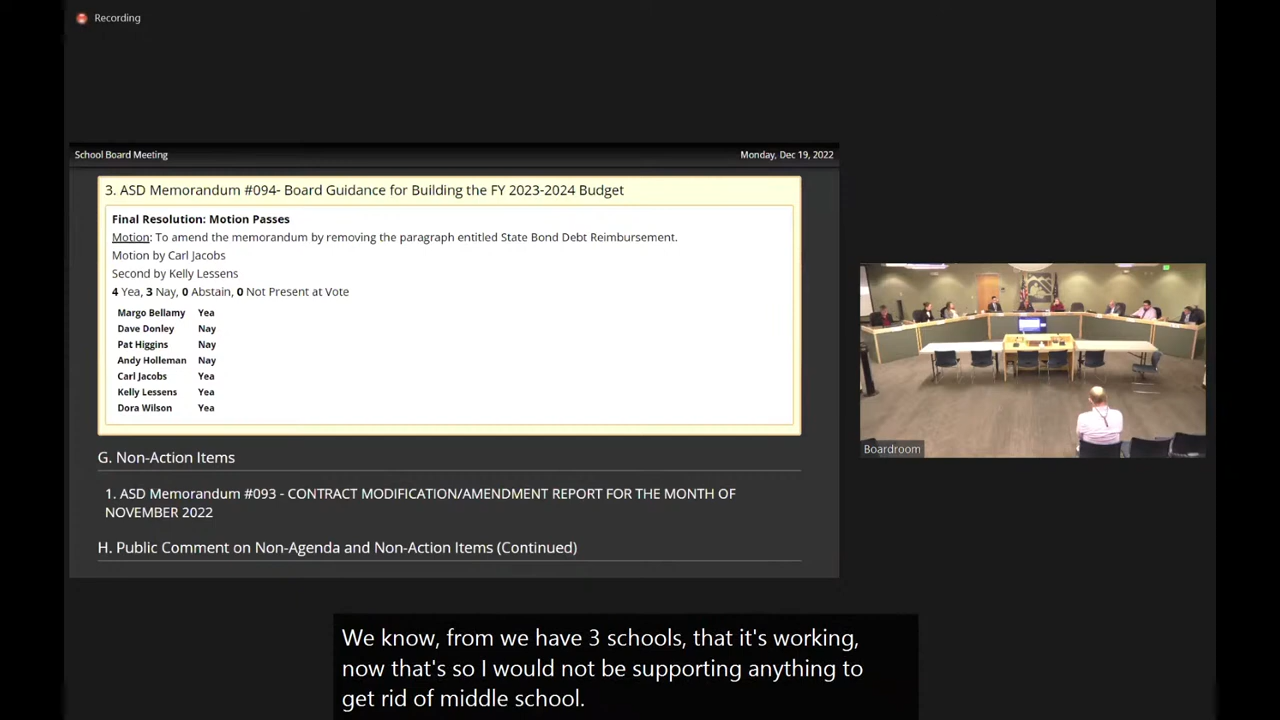 Recording
School Board Meeting
Monday, Dec 19, 2022
3. ASD Memorandum #094- Board Guidance for Building the FY 2023-2024 Budget
Final Resolution: Motion Passes
Motion: To amend the memorandum by removing the paragraph entitled State Bond Debt Reimbursement.
Motion by Carl Jacobs
Second by Kelly Lessens
4 Yea, 3 Nay, 0 Abstain, 0 Not Present at Vote
Margo Bellamy Yea
Dave Donley Nay
Pat Higgins Nay
Andy Holleman Nay
Carl Jacobs Yea
Kelly Lessens Yea
Dora Wilson Yea
G. Non-Action Items
1. ASD Memorandum #093 - CONTRACT MODIFICATION/AMENDMENT REPORT FOR THE MONTH OF
NOVEMBER 2022
H. Public Comment on Non-Agenda and Non-Action Items (Continued)
Boardroom
We know, from we have 3 schools, that it's working,
now that's so I would not be supporting anything to
get rid of middle school.